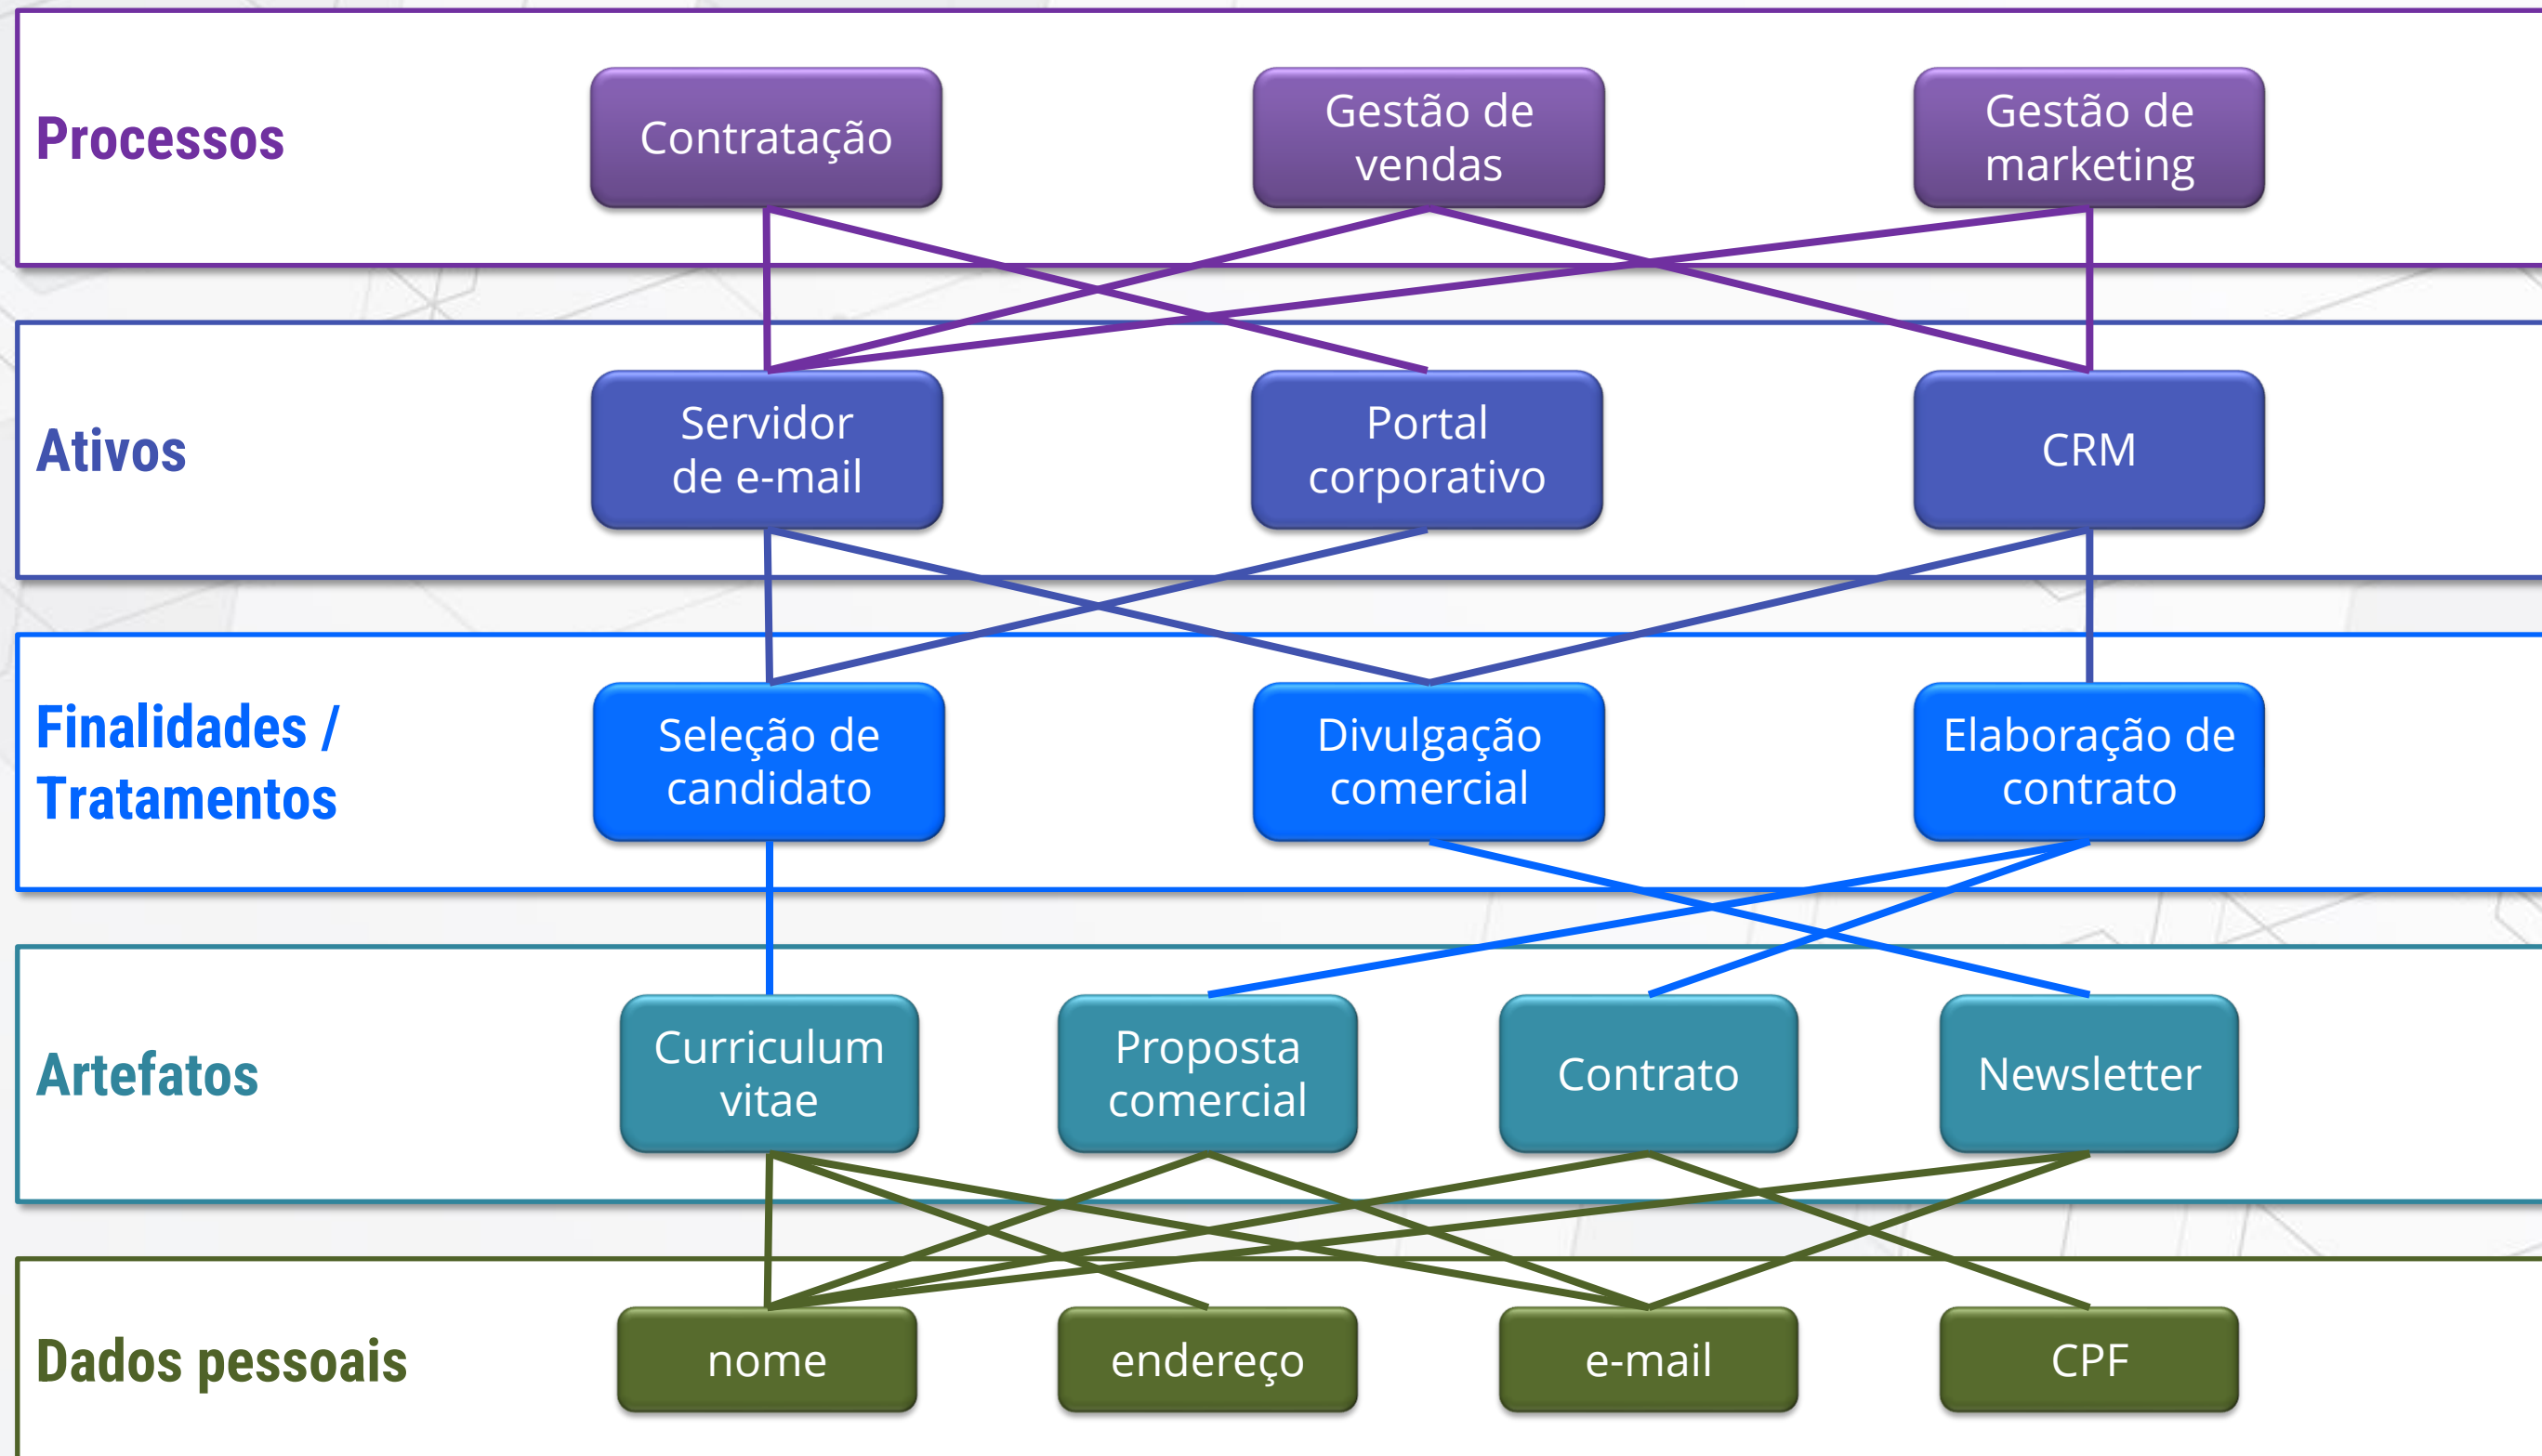 Processos
Contratação
Gestão de
vendas
Gestão de
marketing
Ativos
Servidor
de e-mail
Portal
corporativo
CRM
Finalidades /
Tratamentos
Seleção de
candidato
Divulgação
comercial
Elaboração de
contrato
Artefatos
Curriculum
vitae
Proposta
comercial
Contrato
Newsletter
Dados pessoais
nome
endereço
e-mail
CPF